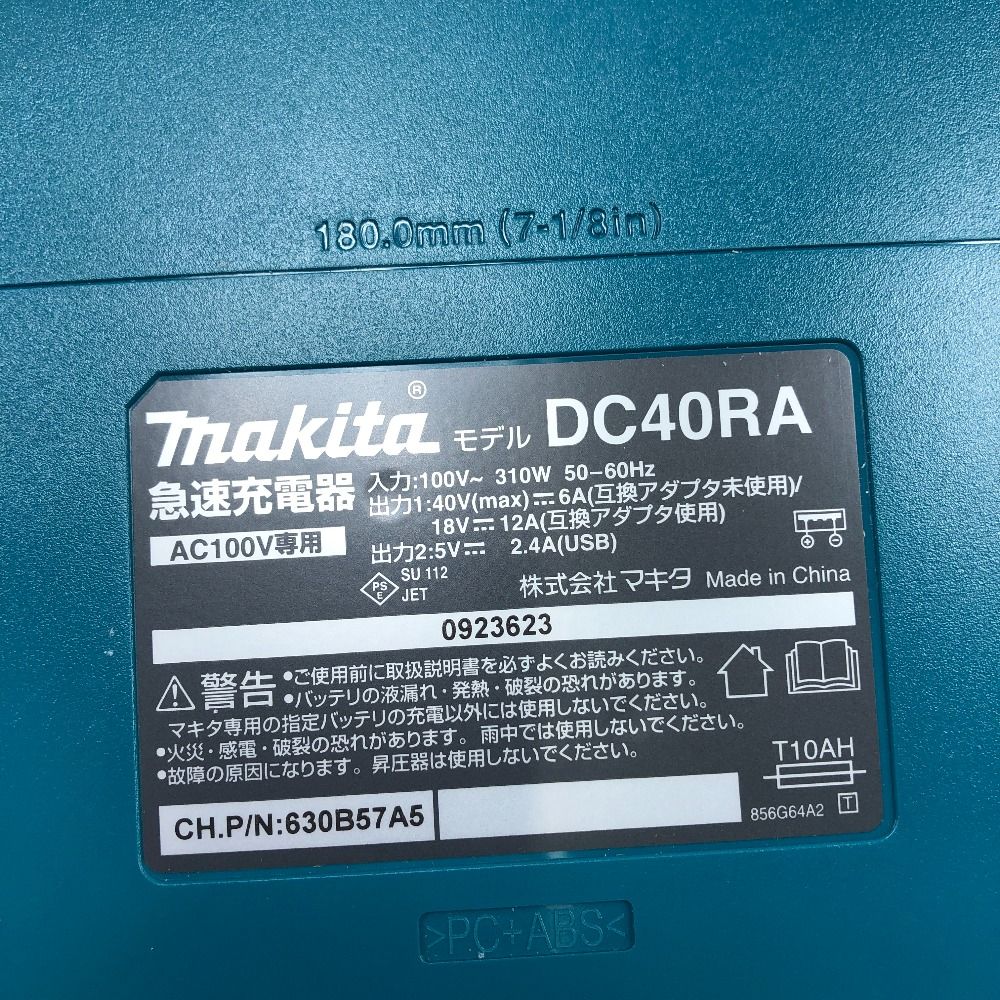 180.0mm (7-1/8in)
makita® モデル DC40RA
急速充電器
AC100V専用
入力:100V~ 310W 50-60Hz
出力1:40V(max)⎓6A(互換アダプタ未使用)/
18V⎓12A(互換アダプタ使用)
出力2:5V⎓ 2.4A(USB)
PS
E
SU 112
JET
株式会社マキタ Made in China
0923623
警告 •ご使用前に取扱説明書を必ずよくお読みください。
•バッテリの液漏れ・発熱・破裂の恐れがあります。
マキタ専用の指定バッテリの充電以外には使用しないでください。
•火災・感電・破裂の恐れがあります。雨中では使用しないでください。
•故障の原因になります。昇圧器は使用しないでください。
T10AH
CH.P/N:630B57A5
856G64A2 T
>PC+ABS<